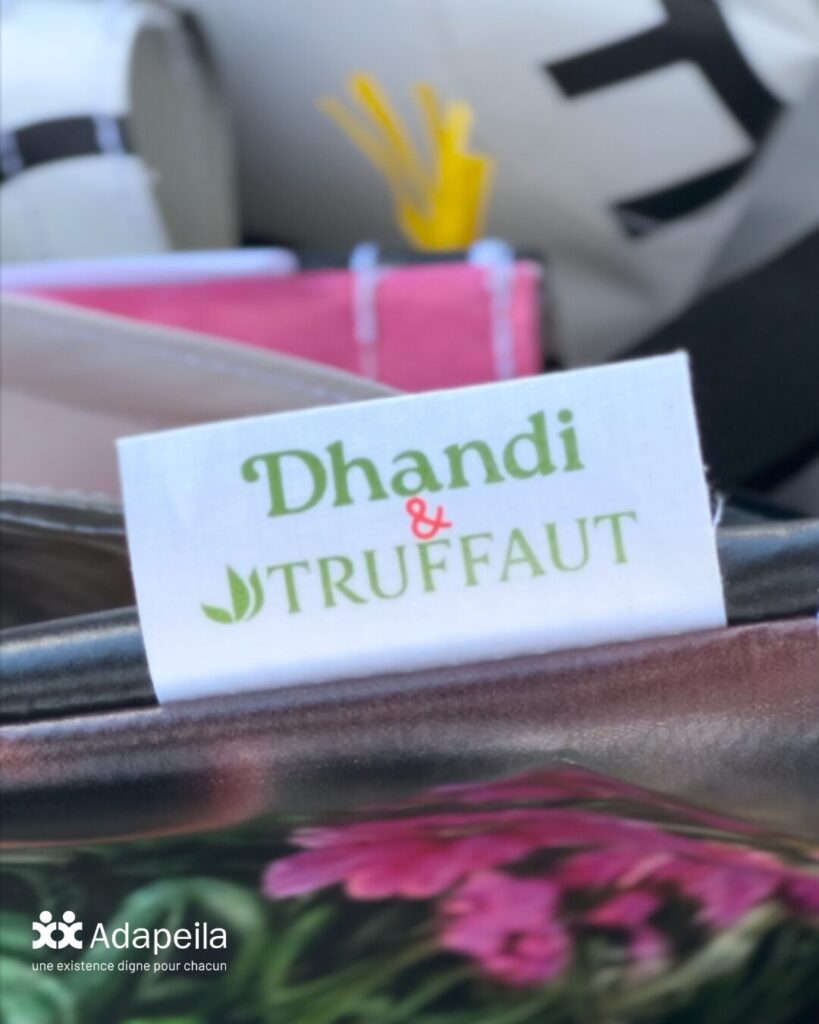 Dhandi
&
TRUFFAUT
Adapeila
une existence digne pour chacun